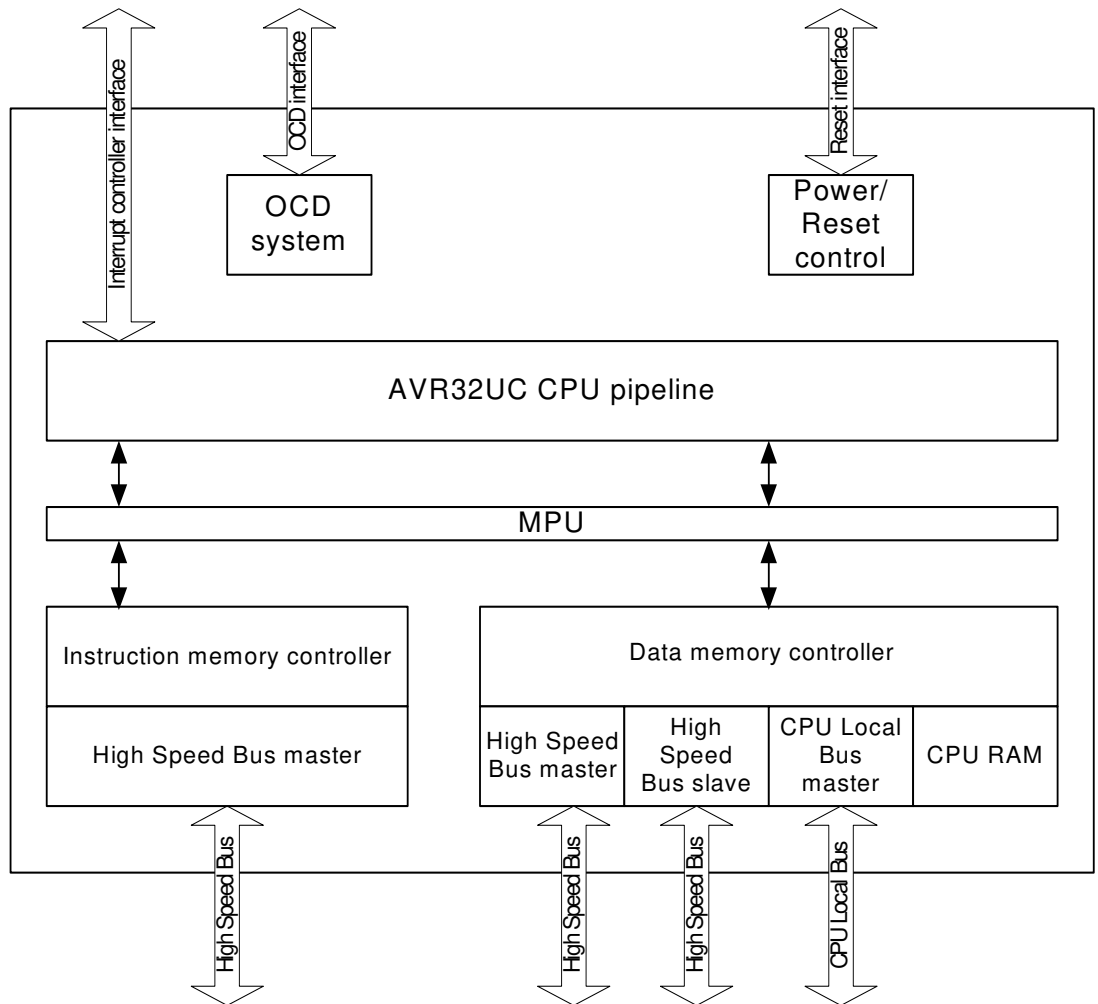 Interrupt controller interface
OCD interface
Reset interface
OCD
system
Power/
Reset
control
AVR32UC CPU pipeline
MPU
Instruction memory controller
High Speed Bus master
Data memory controller
High Speed
Bus master
High
Speed
Bus slave
CPU Local
Bus
master
CPU RAM
High Speed Bus
High Speed Bus
High Speed Bus
CPU Local Bus